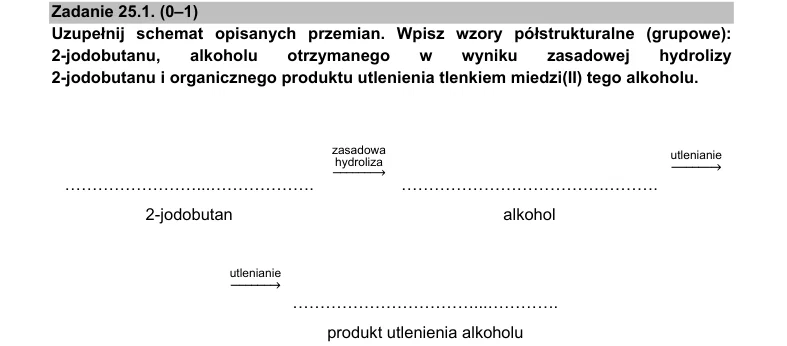 Zadanie 25.1. (0–1)
Uzupełnij schemat opisanych przemian. Wpisz wzory półstrukturalne (grupowe):
2-jodobutanu, alkoholu otrzymanego w wyniku zasadowej hydrolizy
2-jodobutanu i organicznego produktu utlenienia tlenkiem miedzi(II) tego alkoholu.
zasadowa
hydroliza
utlenianie
2-jodobutan
alkohol
utlenianie
produkt utlenienia alkoholu